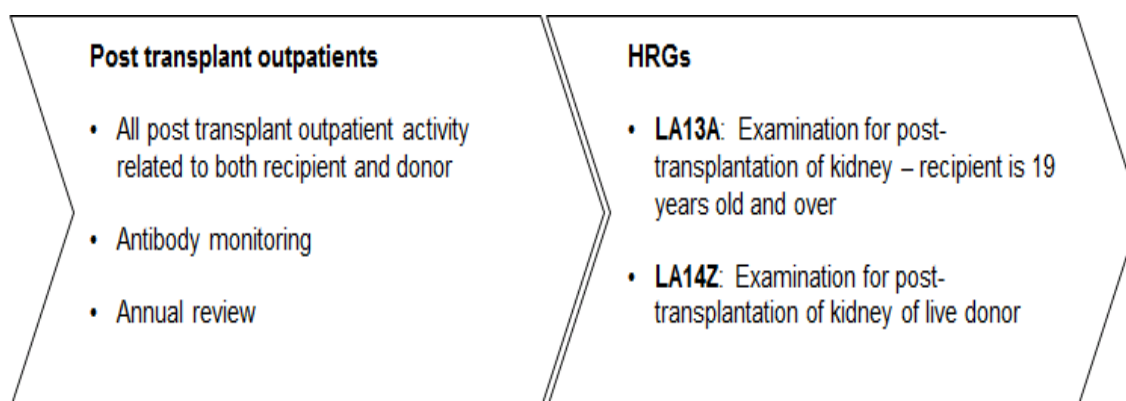 Post transplant outpatients
• All post transplant outpatient activity
related to both recipient and donor
• Antibody monitoring
• Annual review
HRGs
• LA13A: Examination for post-
transplantation of kidney – recipient is 19
years old and over
• LA14Z: Examination for post-
transplantation of kidney of live donor